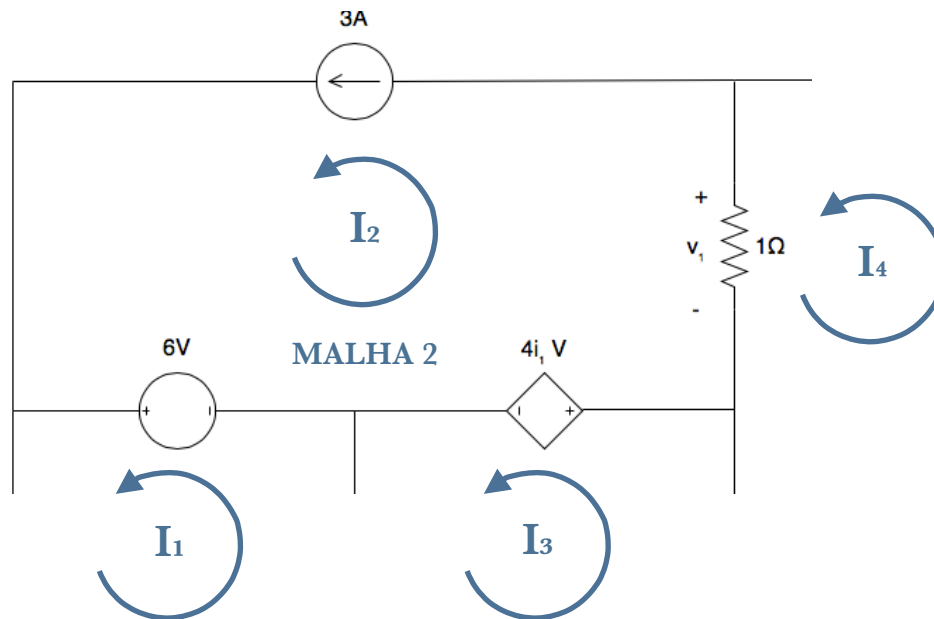 3A
I₂
+
v₁
1Ω
-
I₄
6V
MALHA 2
4i₁ V
+ -
- +
I₁
I₃